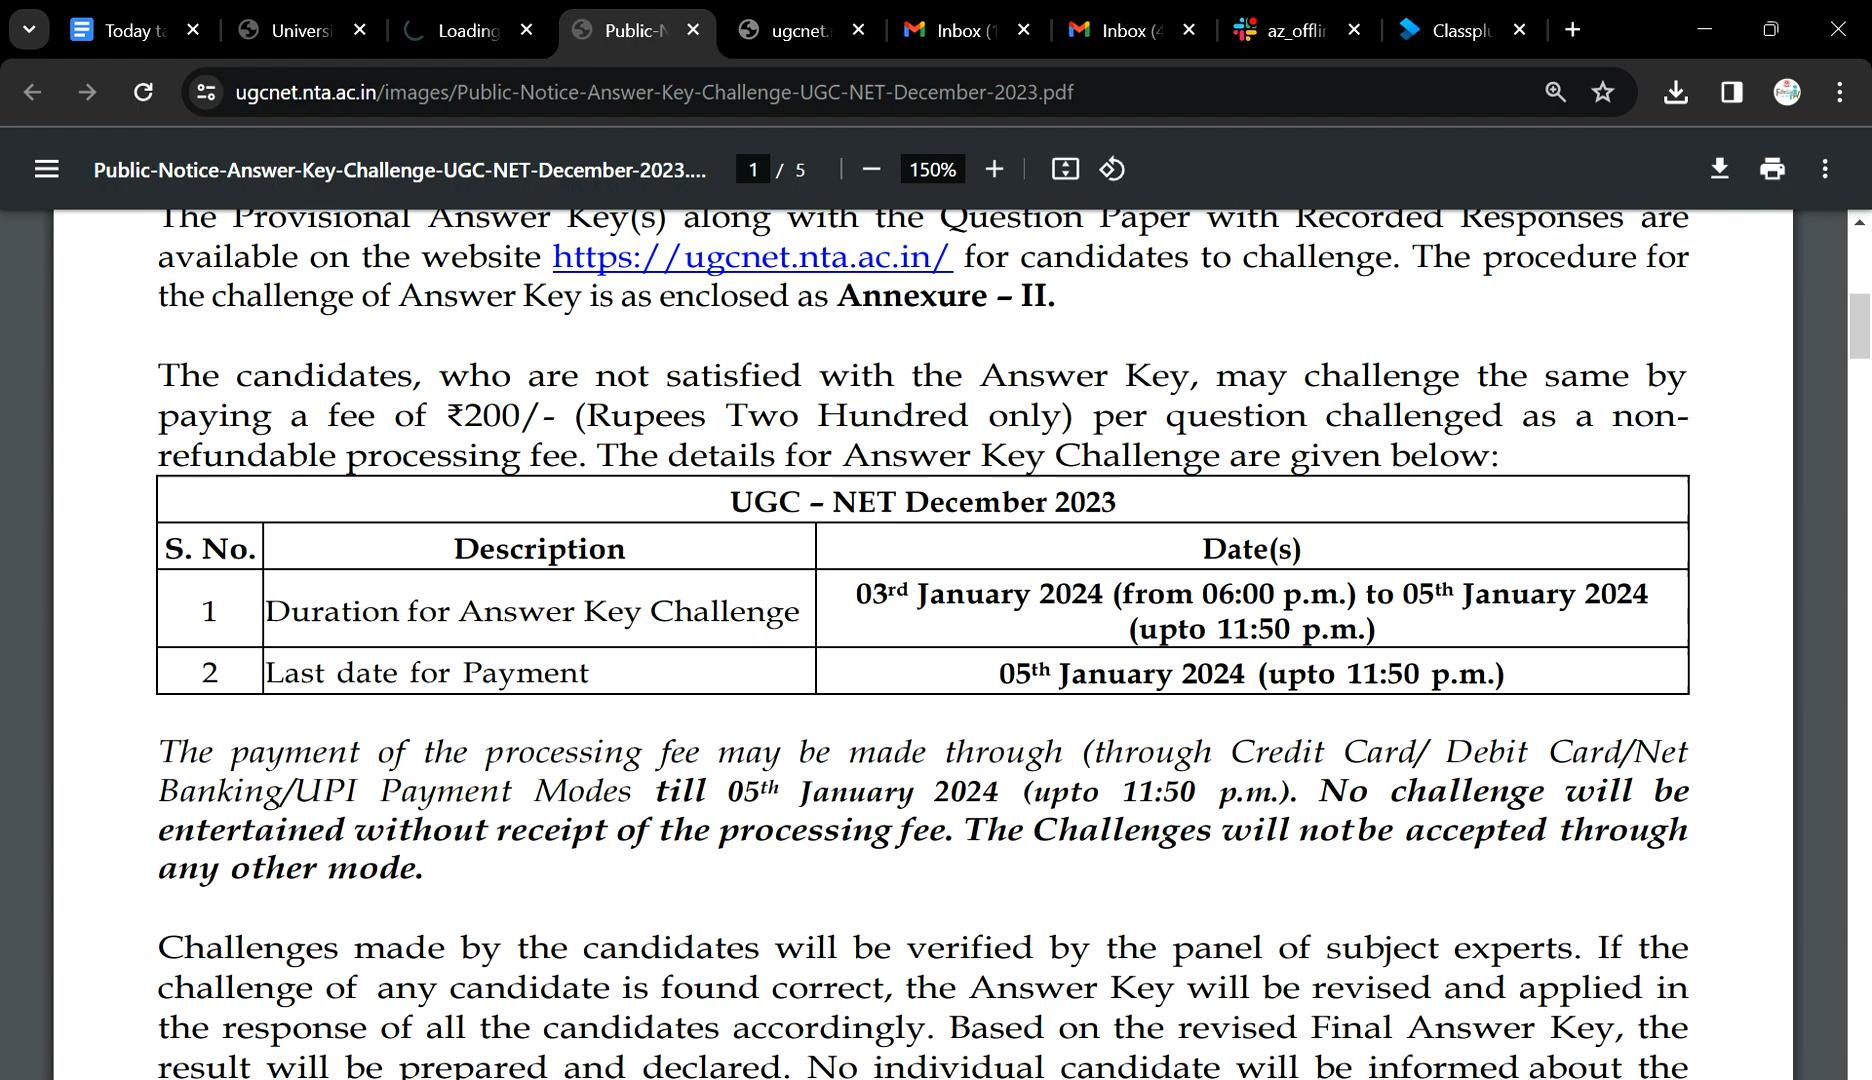 Today ta
Universi
Loading
Public-N
ugcnet.
Inbox (1
Inbox (4
az_offlin
Classplu
ugcnet.nta.ac.in/images/Public-Notice-Answer-Key-Challenge-UGC-NET-December-2023.pdf
Public-Notice-Answer-Key-Challenge-UGC-NET-December-2023....
1 / 5
150%
The Provisional Answer Key(s) along with the Question Paper with Recorded Responses are
available on the website https://ugcnet.nta.ac.in/ for candidates to challenge. The procedure for
the challenge of Answer Key is as enclosed as Annexure – II.
The candidates, who are not satisfied with the Answer Key, may challenge the same by
paying a fee of ₹200/- (Rupees Two Hundred only) per question challenged as a non-
refundable processing fee. The details for Answer Key Challenge are given below:
UGC – NET December 2023
S. No. Description Date(s)
1 Duration for Answer Key Challenge 03rd January 2024 (from 06:00 p.m.) to 05th January 2024
(upto 11:50 p.m.)
2 Last date for Payment 05th January 2024 (upto 11:50 p.m.)
The payment of the processing fee may be made through (through Credit Card/ Debit Card/Net
Banking/UPI Payment Modes till 05th January 2024 (upto 11:50 p.m.). No challenge will be
entertained without receipt of the processing fee. The Challenges will notbe accepted through
any other mode.
Challenges made by the candidates will be verified by the panel of subject experts. If the
challenge of any candidate is found correct, the Answer Key will be revised and applied in
the response of all the candidates accordingly. Based on the revised Final Answer Key, the
result will be prepared and declared. No individual candidate will be informed about the